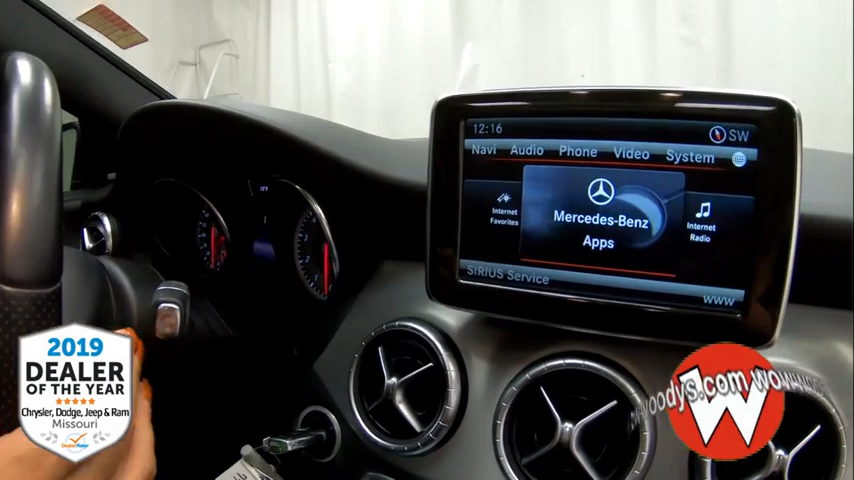 12:16
SW
Navi Audio Phone Video System
Internet
Favorites
Mercedes-Benz
Apps
Internet
Radio
SIRIUS Service
www
2019
DEALER
OF THE YEAR
Chrysler, Dodge, Jeep & Ram
Missouri
DealerRater
woodys.com
W